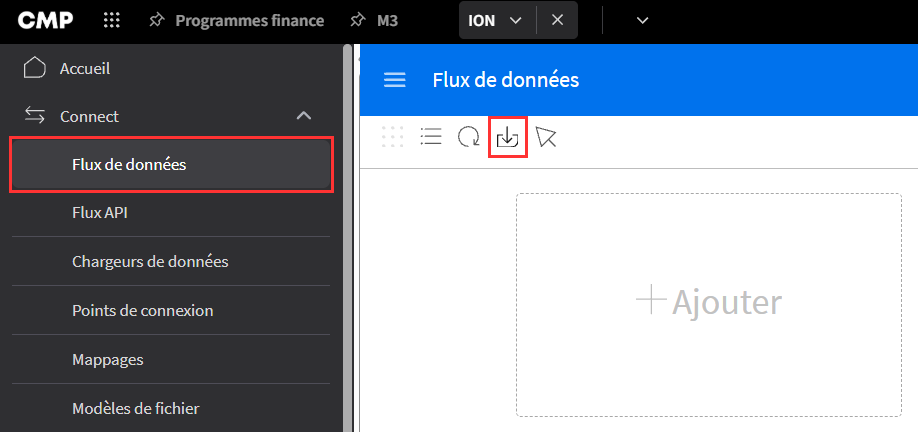 CMP Programmes finance M3 ION
Accueil
Connect
Flux de données
Flux API
Chargeurs de données
Points de connexion
Mappages
Modèles de fichier
Flux de données
Ajouter